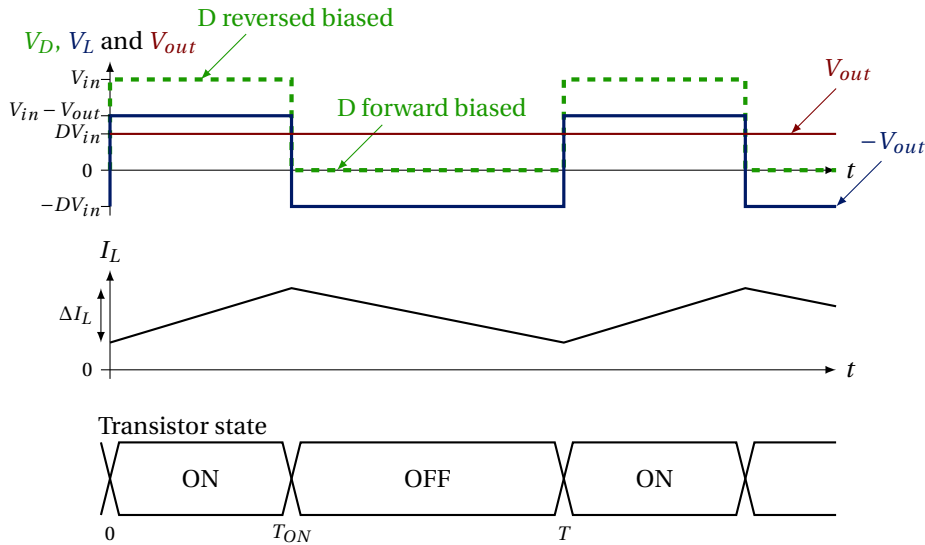 D reversed biased
V_D, V_L and V_out
V_in
V_out
V_in − V_out
D forward biased
DV_in
−V_out
0
t
−DV_in
I_L
ΔI_L
0
t
Transistor state
ON OFF ON
0 T_ON T